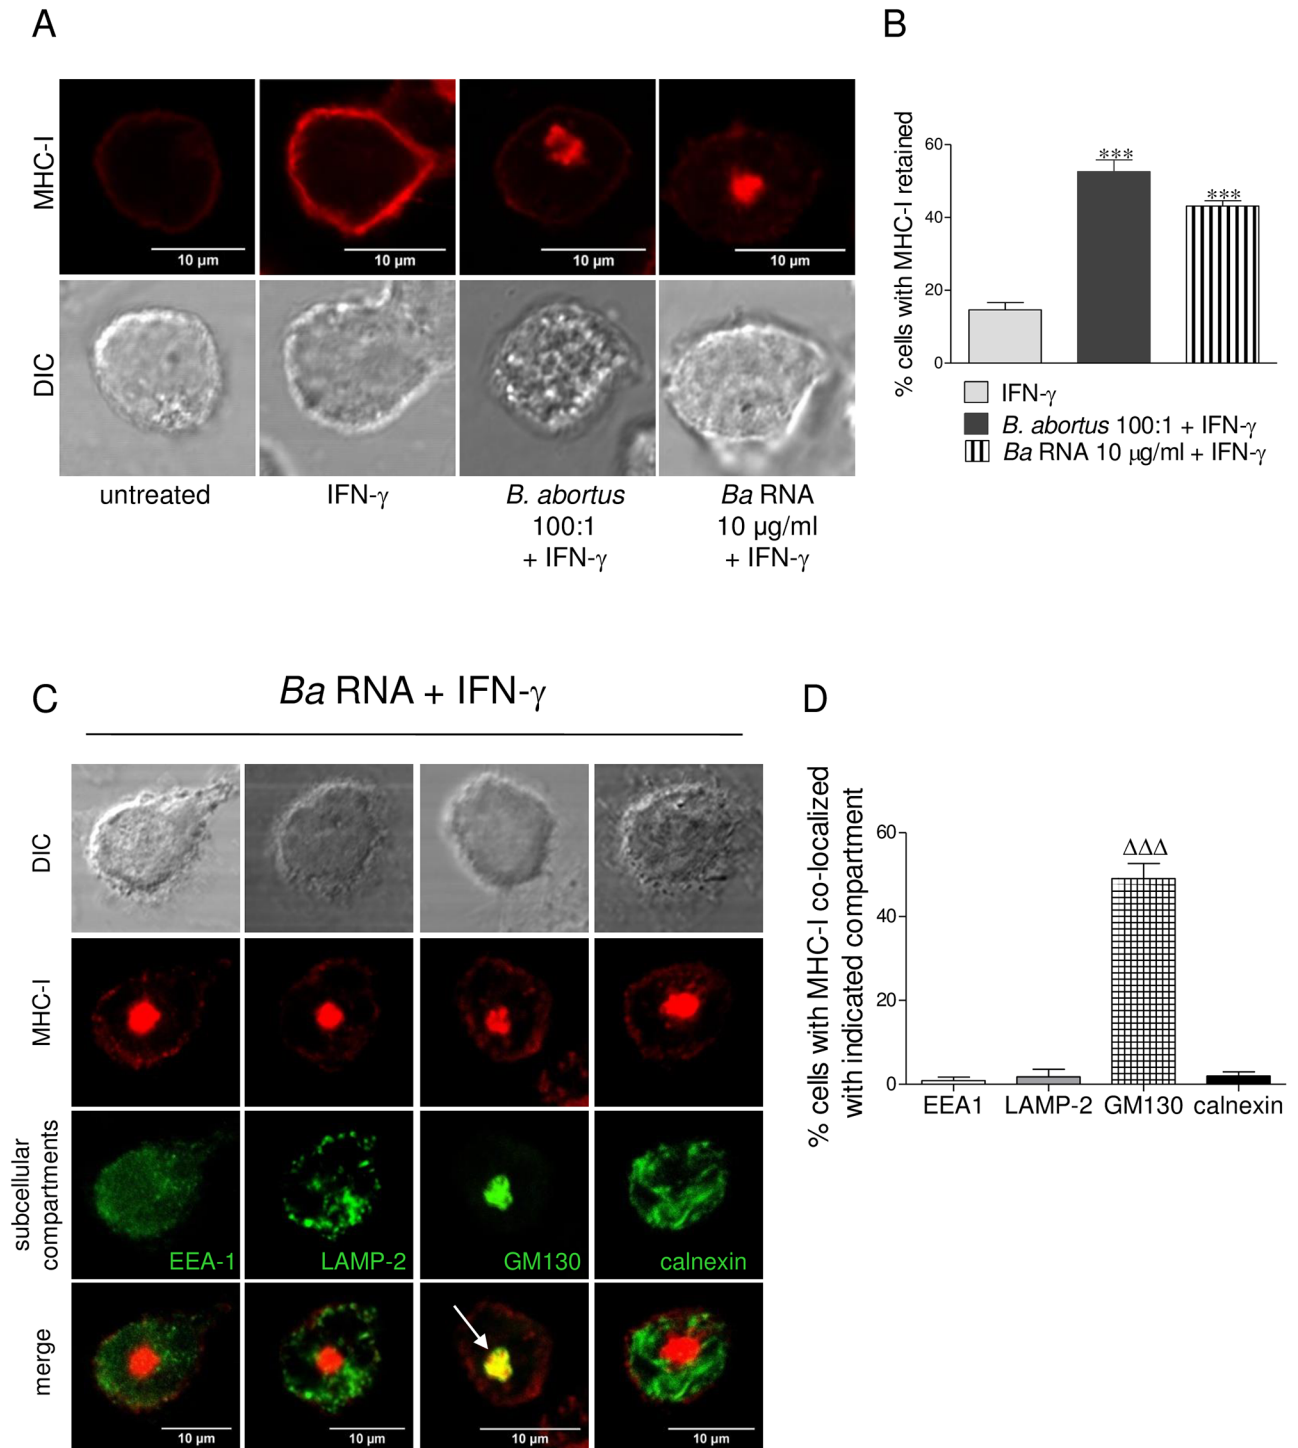 A
MHC-I
10 µm
10 µm
10 µm
10 µm
DIC
untreated
IFN-γ
B. abortus
100:1
+ IFN-γ
Ba RNA
10 µg/ml
+ IFN-γ
B
% cells with MHC-I retained
60
40
20
0
***
***
IFN-γ
B. abortus 100:1 + IFN-γ
Ba RNA 10 µg/ml + IFN-γ
C
Ba RNA + IFN-γ
DIC
MHC-I
subcellular
compartments
EEA-1
LAMP-2
GM130
calnexin
merge
10 µm
10 µm
10 µm
10 µm
D
% cells with MHC-I co-localized
with indicated compartment
60
40
20
0
ΔΔΔ
EEA1
LAMP-2
GM130
calnexin